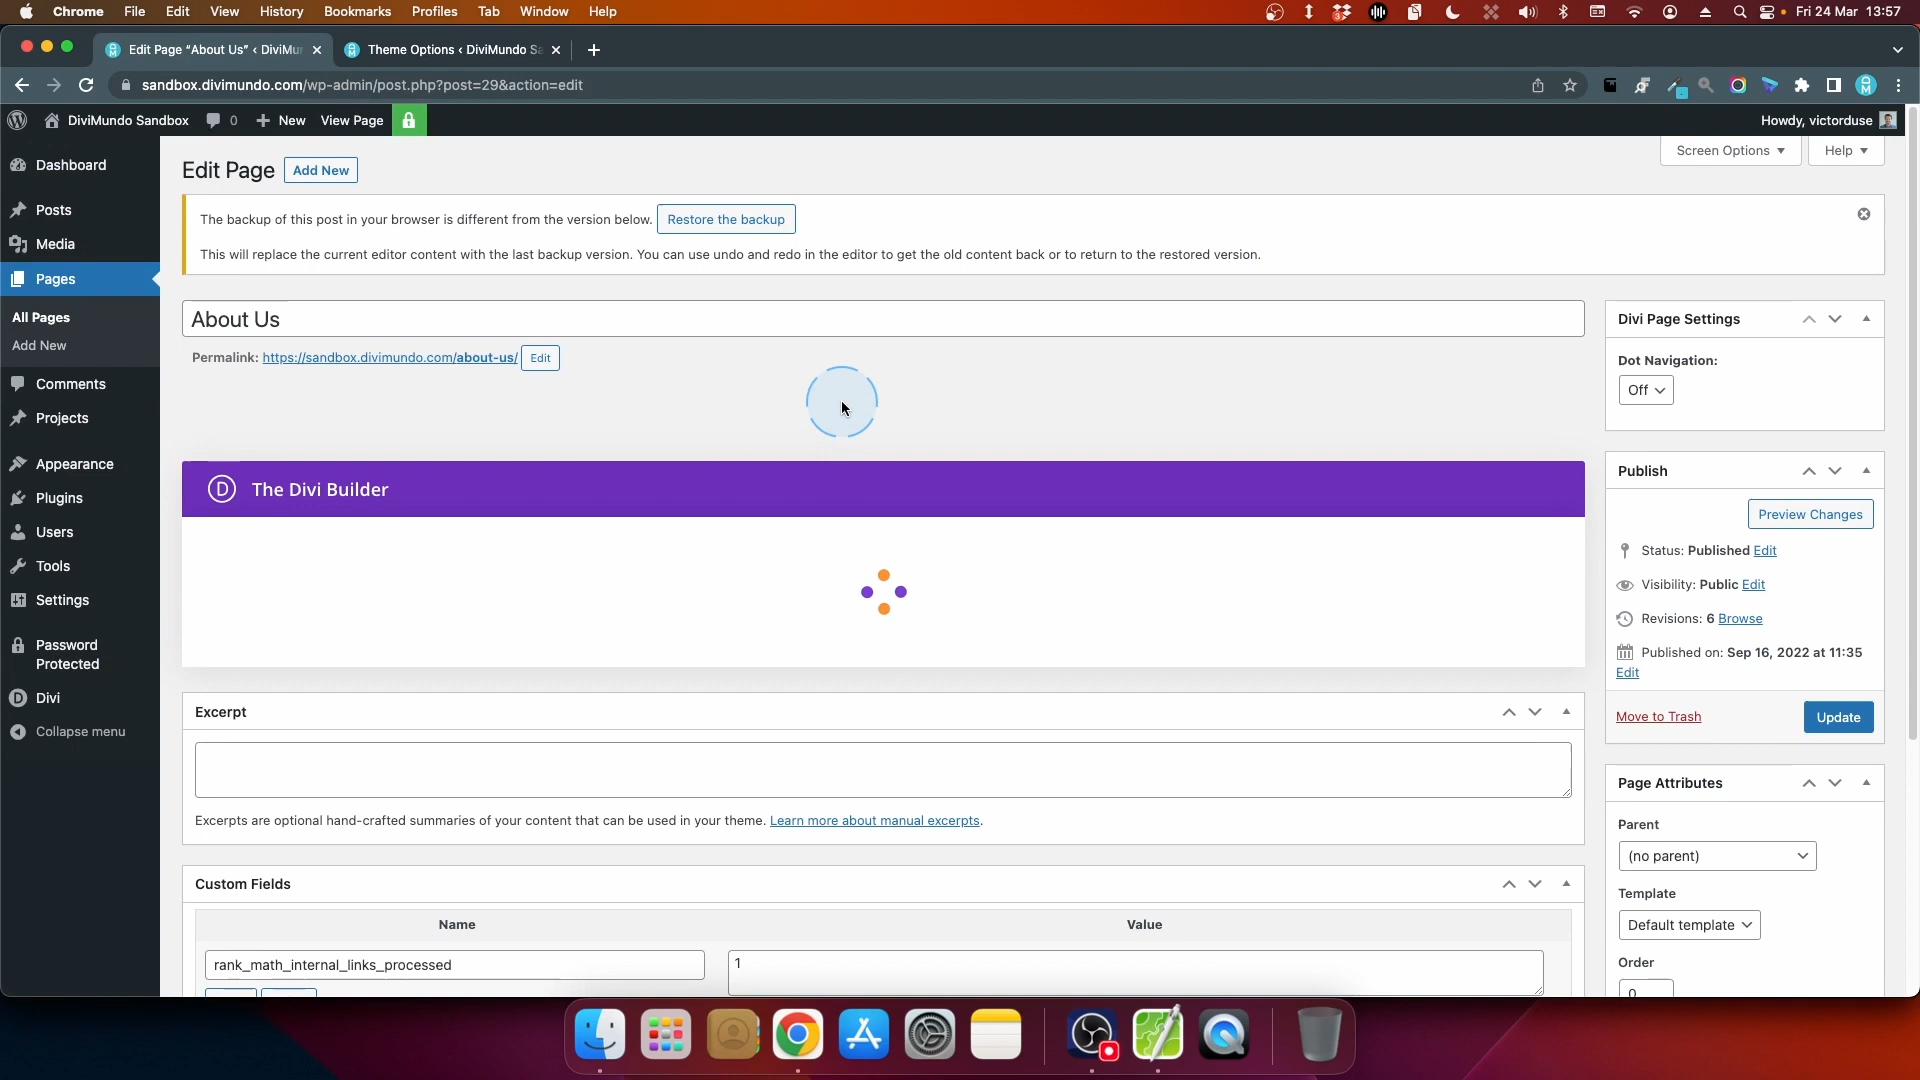 Chrome File Edit View History Bookmarks Profiles Tab Window Help
3
Fri 24 Mar 13:57
Edit Page “About Us” ‹ DiviMu
Theme Options ‹ DiviMundo Sa
sandbox.divimundo.com/wp-admin/post.php?post=29&action=edit
DiviMundo Sandbox 0 New View Page
Howdy, victorduse
Dashboard
Posts
Media
Pages
All Pages
Add New
Comments
Projects
Appearance
Plugins
Users
Tools
Settings
Password
Protected
Divi
Collapse menu
Screen Options
Help
Edit Page
Add New
The backup of this post in your browser is different from the version below. Restore the backup
This will replace the current editor content with the last backup version. You can use undo and redo in the editor to get the old content back or to return to the restored version.
About Us
Permalink: https://sandbox.divimundo.com/about-us/ Edit
D The Divi Builder
Excerpt
Excerpts are optional hand-crafted summaries of your content that can be used in your theme. Learn more about manual excerpts.
Custom Fields
Name
Value
rank_math_internal_links_processed
1
Divi Page Settings
Dot Navigation:
Off
Publish
Preview Changes
Status: Published Edit
Visibility: Public Edit
Revisions: 6 Browse
Published on: Sep 16, 2022 at 11:35
Edit
Move to Trash
Update
Page Attributes
Parent
(no parent)
Template
Default template
Order
0